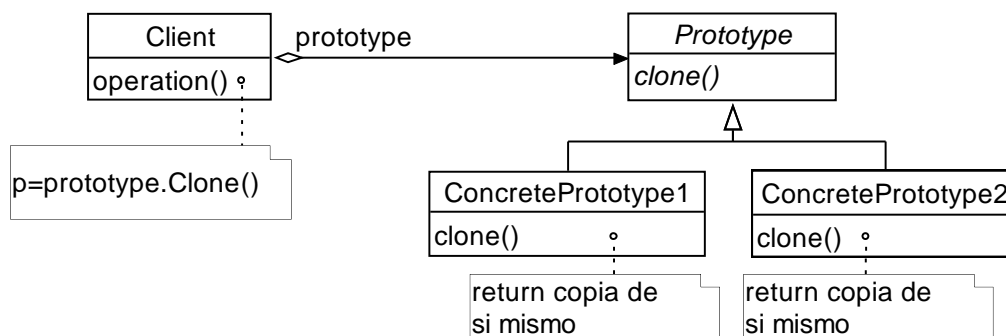 Client
prototype
Prototype
operation()
clone()
p=prototype.Clone()
ConcretePrototype1
ConcretePrototype2
clone()
clone()
return copia de
si mismo
return copia de
si mismo